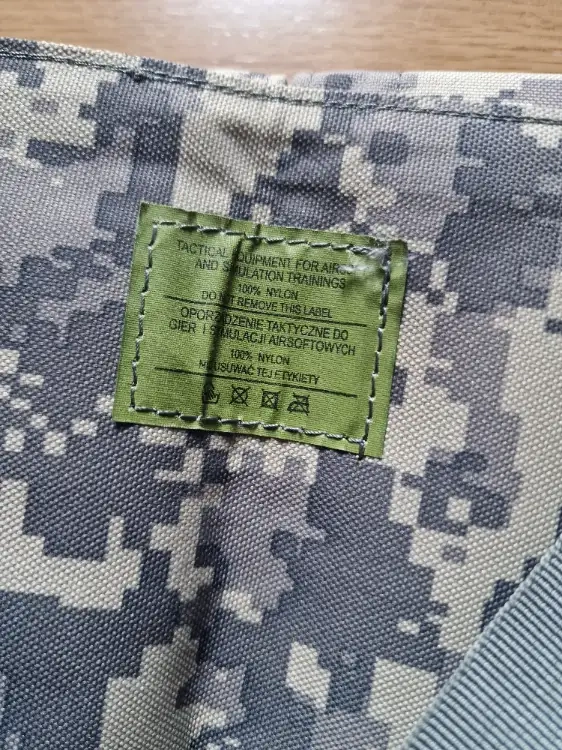 TACTICAL EQUIPMENT FOR
AND SIMULATION TRAININGS
100% NYLON
DO NOT REMOVE THIS LABEL
OPORZĄDZENIE TAKTYCZNE DO
GIER I SYMULACJI AIRSOFTOWYCH
100% NYLON
NIE USUWAĆ TEJ ETYKIETY